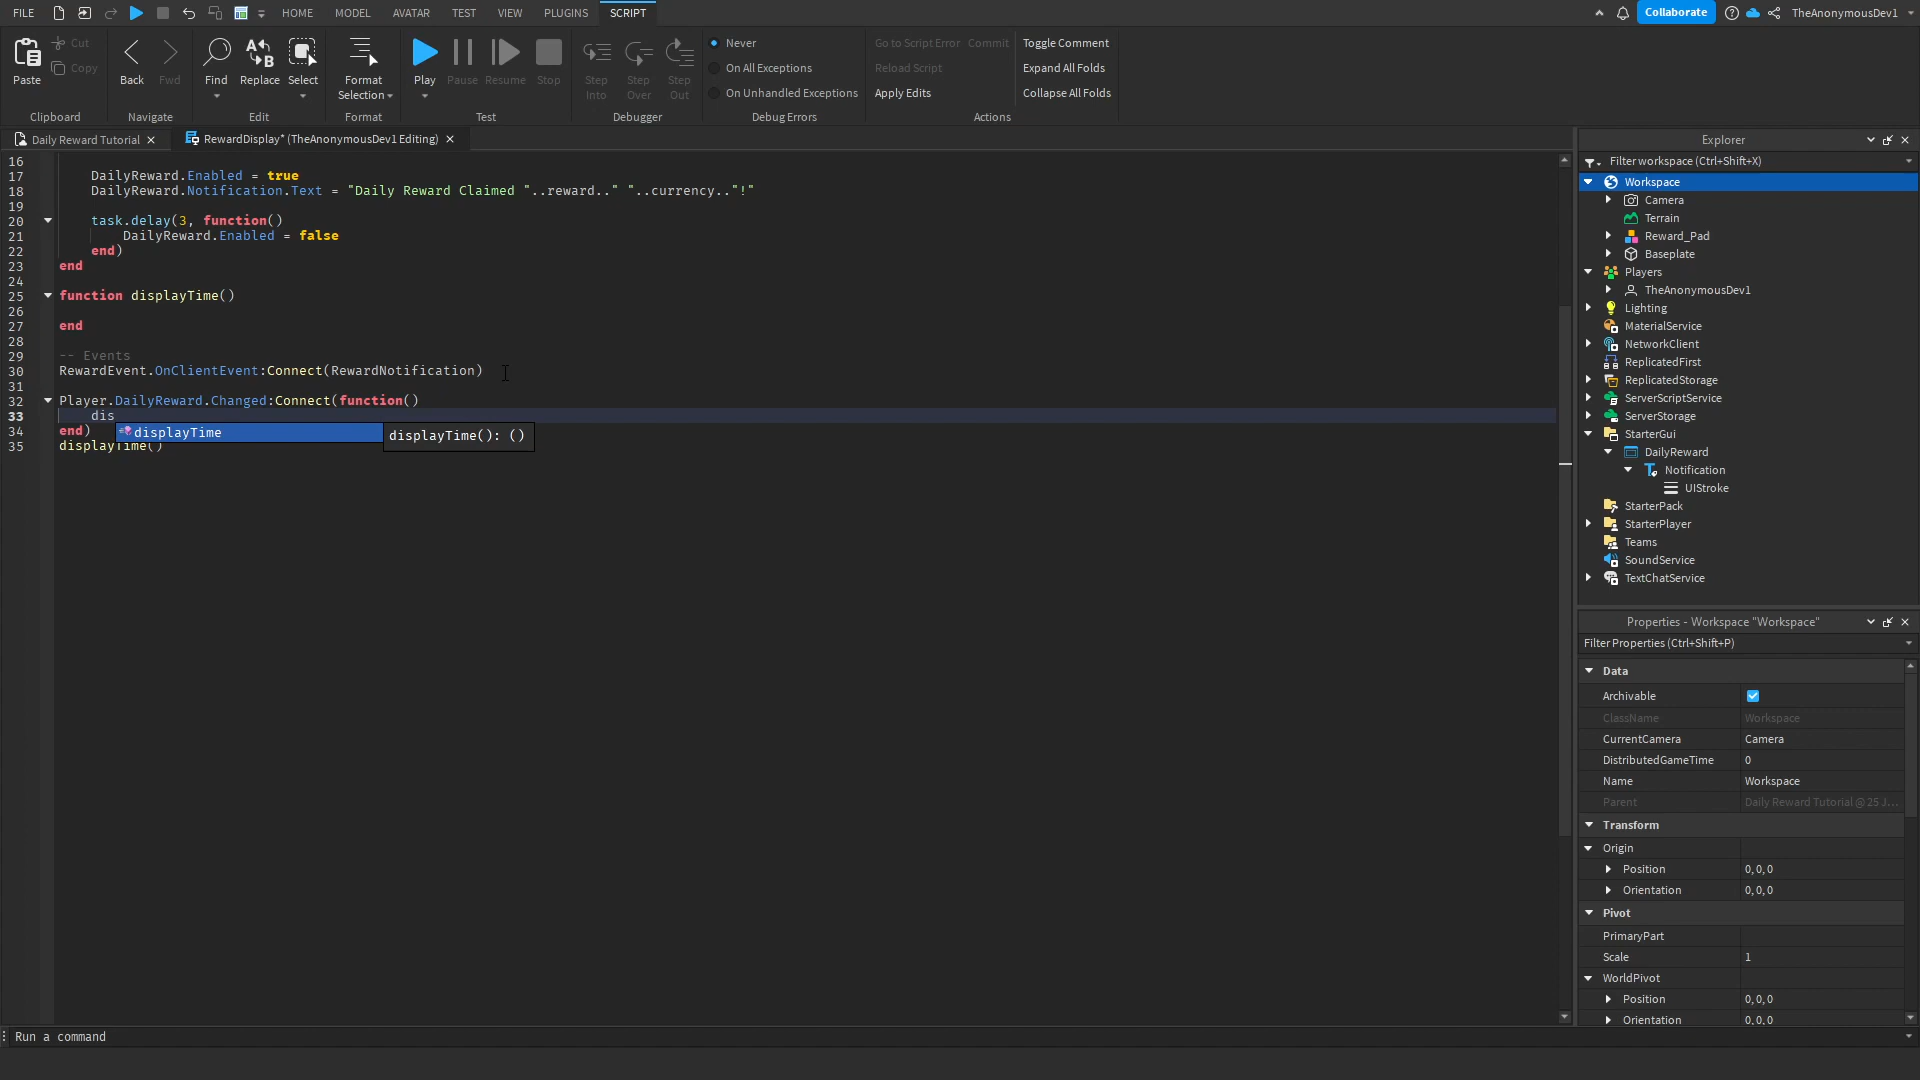 FILE HOME MODEL AVATAR TEST VIEW PLUGINS SCRIPT Collaborate TheAnonymousDev1
Paste Cut Copy Back Fwd Find Replace Select Format Selection Play Pause Resume Stop Step Into Step Over Step Out
Never
On All Exceptions
On Unhandled Exceptions
Go to Script Error Commit
Reload Script
Apply Edits
Toggle Comment
Expand All Folds
Collapse All Folds
Clipboard Navigate Edit Format Test Debugger Debug Errors Actions
Daily Reward Tutorial RewardDisplay* (TheAnonymousDev1 Editing)
16
17 DailyReward.Enabled = true
18 DailyReward.Notification.Text = "Daily Reward Claimed "..reward.." "..currency.."!"
19
20 task.delay(3, function()
21 DailyReward.Enabled = false
22 end)
23 end
24
25 function displayTime()
26
27 end
28
29 -- Events
30 RewardEvent.OnClientEvent:Connect(RewardNotification)
31
32 Player.DailyReward.Changed:Connect(function()
33 dis
34 end)
35 displayTime()
displayTime
displayTime(): ()
Explorer
Filter workspace (Ctrl+Shift+X)
Workspace
Camera
Terrain
Reward_Pad
Baseplate
Players
TheAnonymousDev1
Lighting
MaterialService
NetworkClient
ReplicatedFirst
ReplicatedStorage
ServerScriptService
ServerStorage
StarterGui
DailyReward
Notification
UIStroke
StarterPack
StarterPlayer
Teams
SoundService
TextChatService
Properties - Workspace "Workspace"
Filter Properties (Ctrl+Shift+P)
Data
Archivable
ClassName Workspace
CurrentCamera Camera
DistributedGameTime 0
Name Workspace
Parent Daily Reward Tutorial @ 25 J...
Transform
Origin
Position 0, 0, 0
Orientation 0, 0, 0
Pivot
PrimaryPart
Scale 1
WorldPivot
Position 0, 0, 0
Orientation 0, 0, 0
Run a command